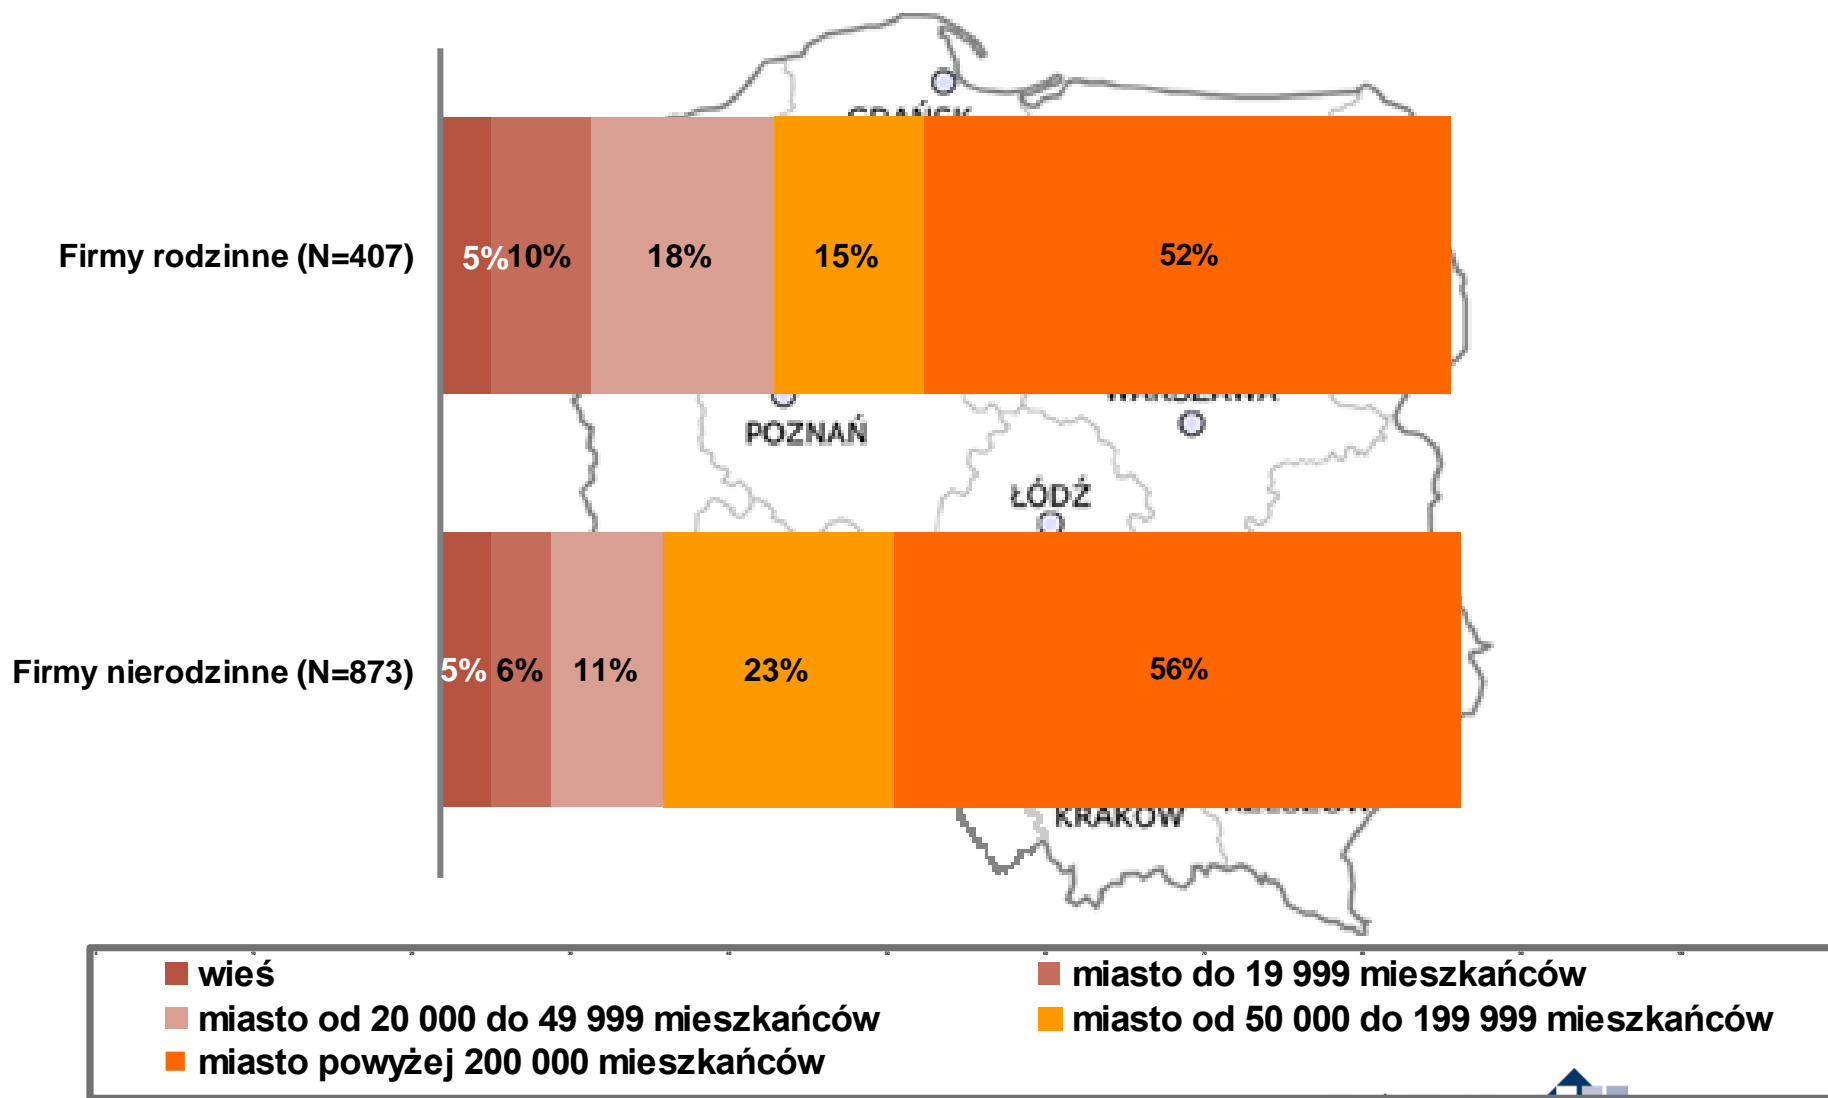 GDAŃSK
Firmy rodzinne (N=407)
5% 10% 18% 15% 52%
WARSZAWA
POZNAŃ
ŁÓDŹ
Firmy nierodzinne (N=873)
5% 6% 11% 23% 56%
KRAKÓW
wieś
miasto do 19 999 mieszkańców
miasto od 20 000 do 49 999 mieszkańców
miasto od 50 000 do 199 999 mieszkańców
miasto powyżej 200 000 mieszkańców